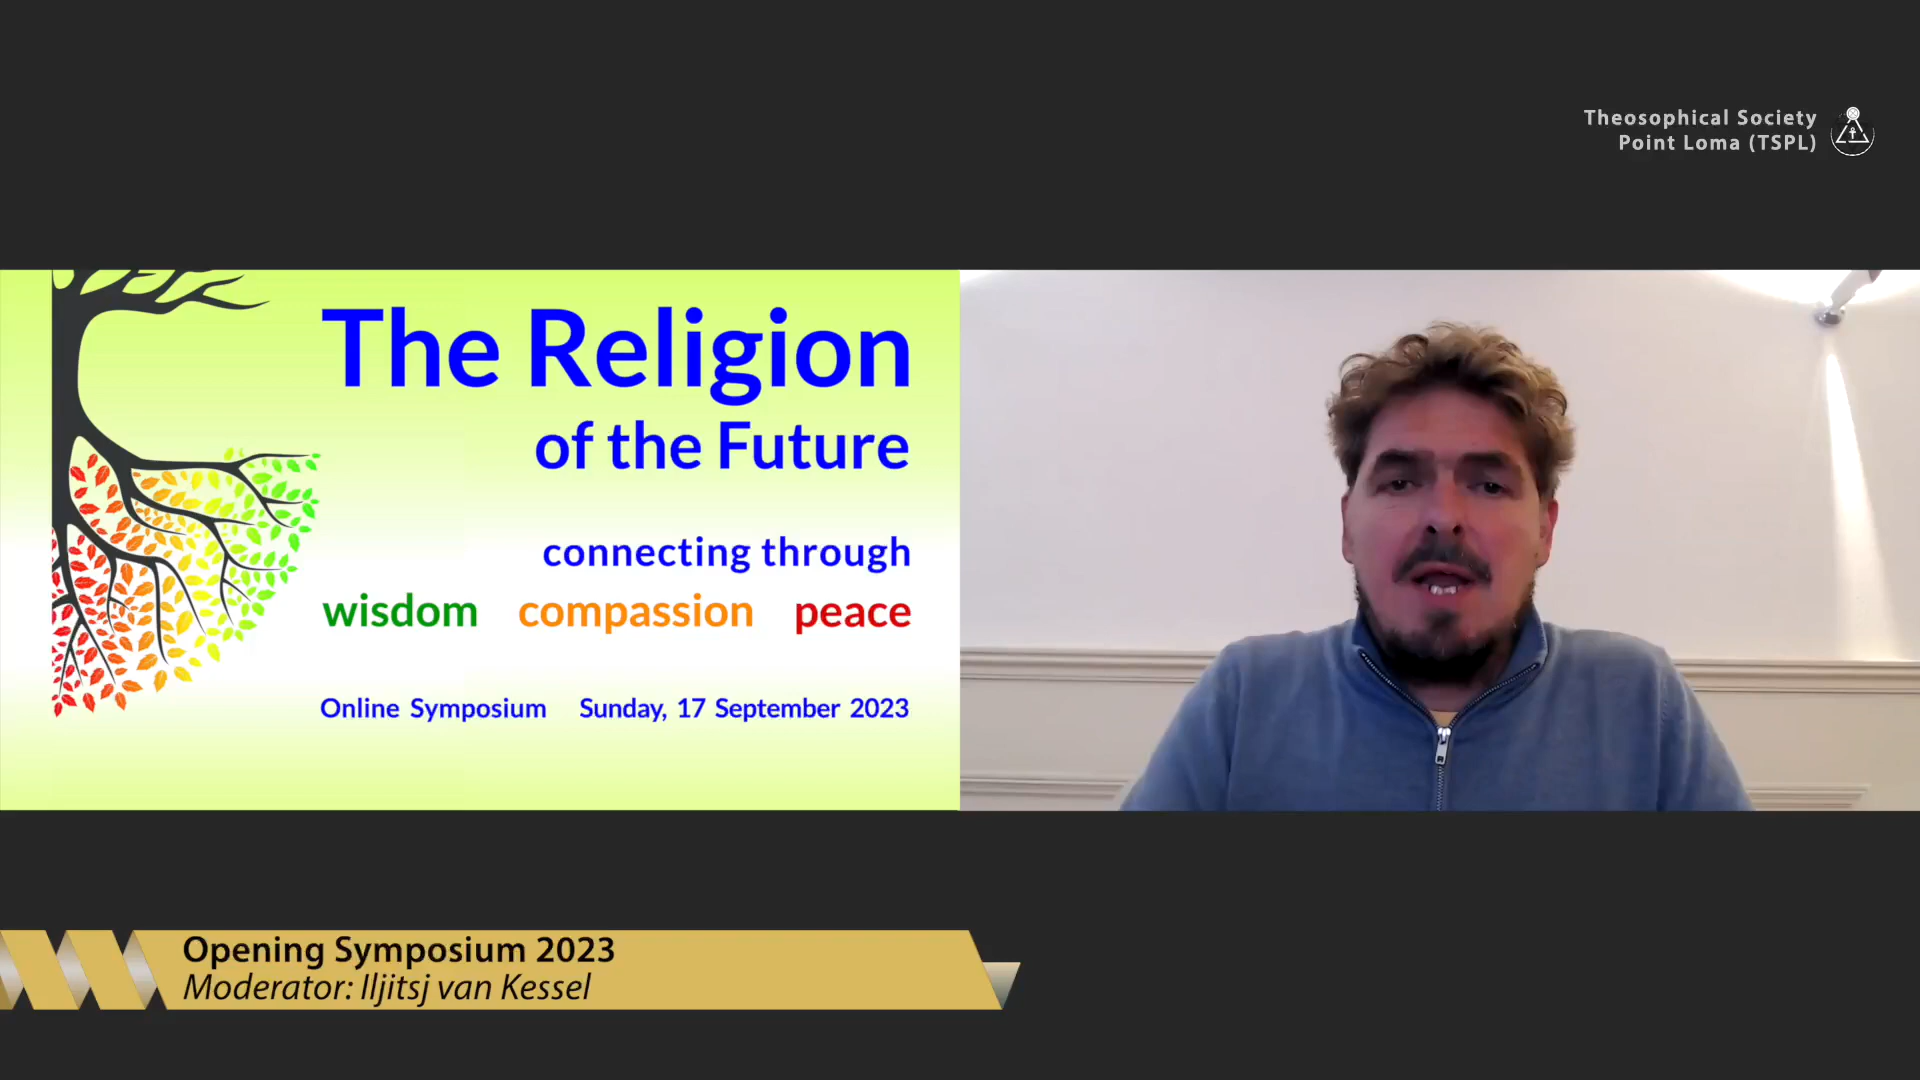 Theosophical Society
Point Loma (TSPL)
The Religion
of the Future
connecting through
wisdom compassion peace
Online Symposium Sunday, 17 September 2023
Opening Symposium 2023
Moderator: Iljitsj van Kessel